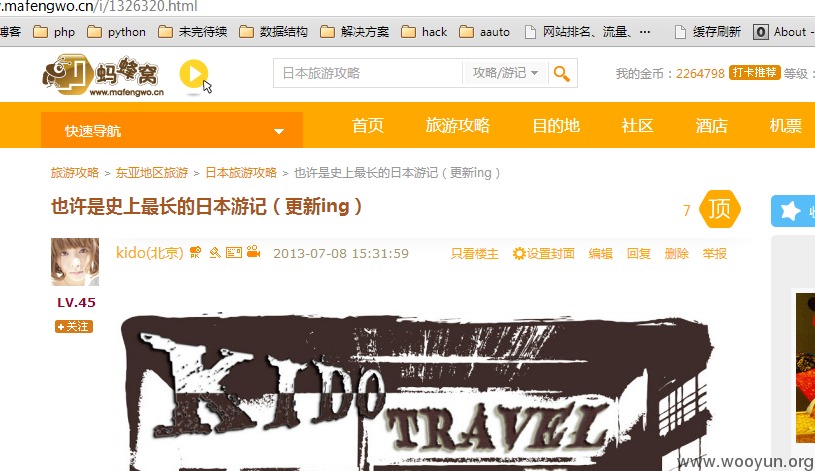 .mafengwo.cn/i/1326320.html
博客 php python 未完待续 数据结构 解决方案 hack aauto 网站排名、流量、… 缓存刷新 About -
蚂蜂窝
www.mafengwo.cn
日本旅游攻略 攻略/游记
我的金币：2264798 打卡推荐 等级：
快速导航 首页 旅游攻略 目的地 社区 酒店 机票
旅游攻略 > 东亚地区旅游 > 日本旅游攻略 > 也许是史上最长的日本游记（更新ing）
也许是史上最长的日本游记（更新ing）
7 顶
kido(北京) 2013-07-08 15:31:59 只看楼主 设置封面 编辑 回复 删除 举报
LV.45
+关注
KIDO
TRAVEL
www.wooyun.org